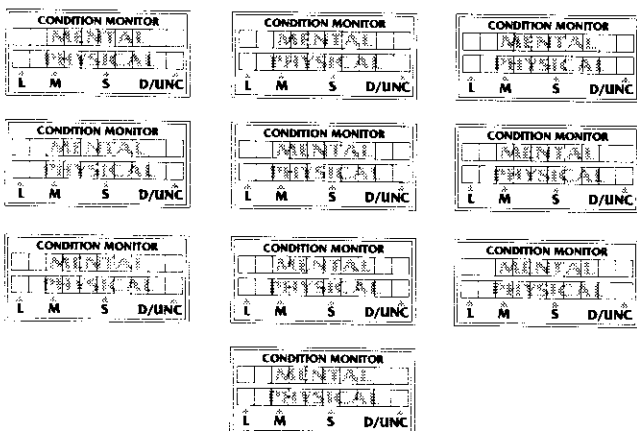 CONDITION MONITOR
MENTAL
PHYSICAL
L M S D/UNC
CONDITION MONITOR
MENTAL
PHYSICAL
L M S D/UNC
CONDITION MONITOR
MENTAL
PHYSICAL
L M S D/UNC
CONDITION MONITOR
MENTAL
PHYSICAL
L M S D/UNC
CONDITION MONITOR
MENTAL
PHYSICAL
L M S D/UNC
CONDITION MONITOR
MENTAL
PHYSICAL
L M S D/UNC
CONDITION MONITOR
MENTAL
PHYSICAL
L M S D/UNC
CONDITION MONITOR
MENTAL
PHYSICAL
L M S D/UNC
CONDITION MONITOR
MENTAL
PHYSICAL
L M S D/UNC
CONDITION MONITOR
MENTAL
PHYSICAL
L M S D/UNC